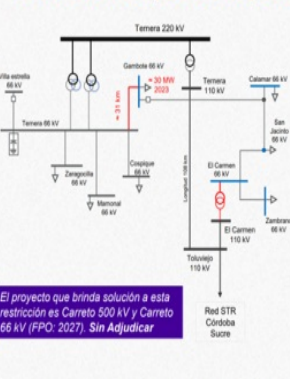 Ternera 220 kV
Gambote 66 kV
Villa estrella
66 kV
≈ 30 MW
2023
Ternera
110 kV
Calamar 66 kV
≈ 31 km
San
Jacinto
66 kV
Ternera 66 kV
Longitud 108 km
Cospique
66 kV
Zaragocilla
66 kV
El Carmen
66 kV
Mamonal
66 kV
Zambrano
66 kV
El Carmen
110 kV
Toluviejo
110 kV
El proyecto que brinda solución a esta
restricción es Carreto 500 kV y Carreto
66 kV (FPO: 2027). Sin Adjudicar
Red STR
Córdoba
Sucre